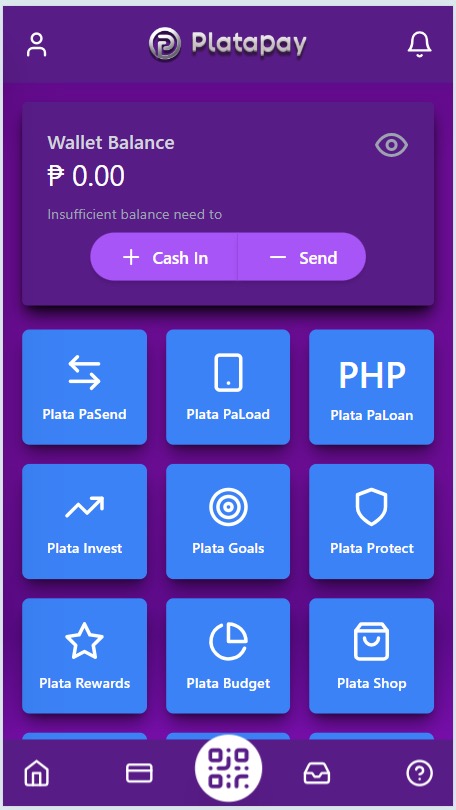 Platapay
Wallet Balance
₱ 0.00
Insufficient balance need to
Cash In
Send
Plata PaSend
Plata PaLoad
PHP
Plata PaLoan
Plata Invest
Plata Goals
Plata Protect
Plata Rewards
Plata Budget
Plata Shop